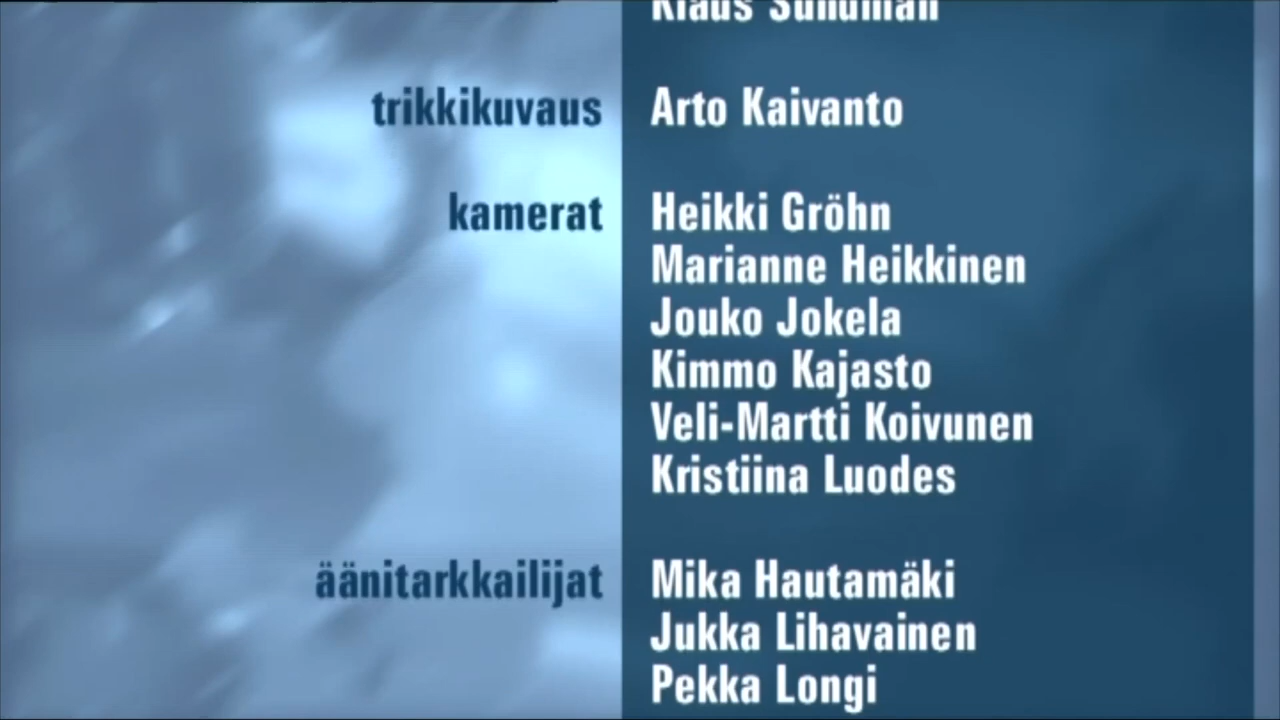 Klaus
trikkikuvaus Arto Kaivanto
kamerat Heikki Gröhn
Marianne Heikkinen
Jouko Jokela
Kimmo Kajasto
Veli-Martti Koivunen
Kristiina Luodes
äänitarkkailijat Mika Hautamäki
Jukka Lihavainen
Pekka Longi